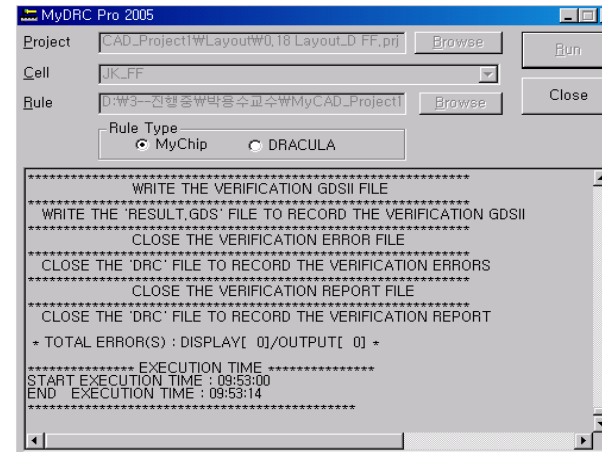 MyDRC Pro 2005
Project CAD_Project1₩Layout₩0,18 Layout_D FF,prj Browse Run
Cell JK_FF
Rule D:₩3--진행중₩박용수교수₩MyCAD_Project1 Browse Close
Rule Type
MyChip DRACULA
******************************************************************
WRITE THE VERIFICATION GDSII FILE
******************************************************************
WRITE THE 'RESULT,GDS' FILE TO RECORD THE VERIFICATION GDSII
******************************************************************
CLOSE THE VERIFICATION ERROR FILE
******************************************************************
CLOSE THE 'DRC' FILE TO RECORD THE VERIFICATION ERRORS
******************************************************************
CLOSE THE VERIFICATION REPORT FILE
******************************************************************
CLOSE THE 'DRC' FILE TO RECORD THE VERIFICATION REPORT
* TOTAL ERROR(S) : DISPLAY[ 0]/OUTPUT[ 0] *
*************** EXECUTION TIME ***************
START EXECUTION TIME : 09:53:00
END EXECUTION TIME : 09:53:14
*************************************************